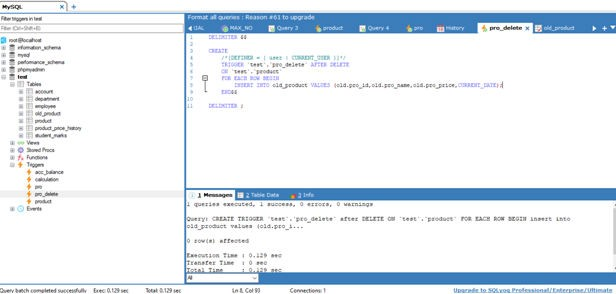 MySQL
Filter triggers in test
Filter (Ctrl+Shift+B)
root@localhost
information_schema
mysql
performance_schema
phpmyadmin
test
Tables
account
department
employee
old_product
product
product_price_history
student_marks
Views
Stored Procs
Functions
Triggers
acc_balance
calculation
pro
pro_delete
product
Events
Format all queries : Reason #61 to upgrade
MAX_NO
Query 3
product
Query 4
pro
History
pro_delete
old_product
1 DELIMITER $$
2
3 CREATE
4 /*[DEFINER = { user | CURRENT_USER }]*/
5 TRIGGER `test`.`pro_delete` AFTER DELETE
6 ON `test`.`product`
7 FOR EACH ROW BEGIN
8 INSERT INTO old_product VALUES (old.pro_id,old.pro_name,old.pro_price,CURRENT_DATE);
9 END$$
10
11 DELIMITER ;
1 Messages
2 Table Data
3 Info
1 queries executed, 1 success, 0 errors, 0 warnings
Query: CREATE TRIGGER `test`.`pro_delete` after DELETE ON `test`.`product` FOR EACH ROW BEGIN insert into
old_product values (old.pro_i...
0 row(s) affected
Execution Time : 0.129 sec
Transfer Time : 0 sec
Total Time : 0.129 sec
All
Query batch completed successfully
Exec: 0.129 sec
Total: 0.129 sec
Ln 8, Col 93
Connections: 1
Upgrade to SQLyog Professional/Enterprise/Ultimate